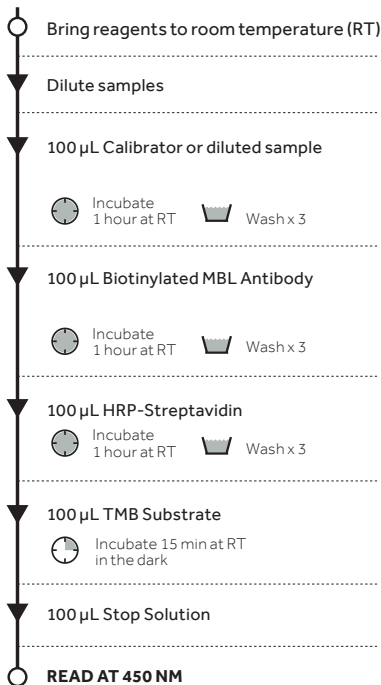 Bring reagents to room temperature (RT)
Dilute samples
100 µL Calibrator or diluted sample
Incubate
1 hour at RT
Wash x 3
100 µL Biotinylated MBL Antibody
Incubate
1 hour at RT
Wash x 3
100 µL HRP-Streptavidin
Incubate
1 hour at RT
Wash x 3
100 µL TMB Substrate
Incubate 15 min at RT
in the dark
100 µL Stop Solution
READ AT 450 NM